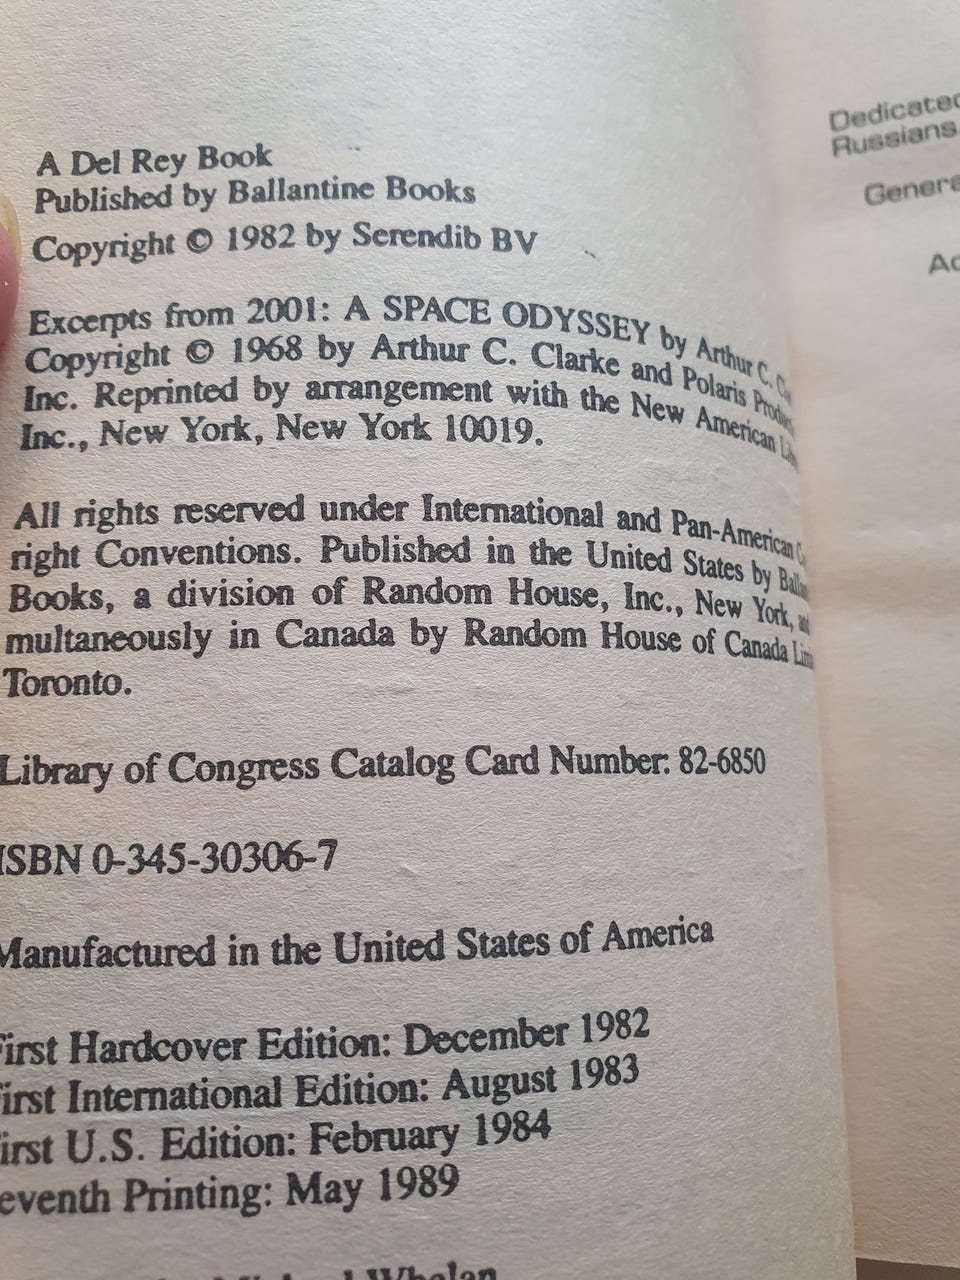 A Del Rey Book
Published by Ballantine Books
Copyright © 1982 by Serendib BV
Excerpts from 2001: A SPACE ODYSSEY by Arthur C.
Copyright © 1968 by Arthur C. Clarke and Polaris
Inc. Reprinted by arrangement with the New American
Inc., New York, New York 10019.
All rights reserved under International and Pan-American
right Conventions. Published in the United States by
Books, a division of Random House, Inc., New York,
multaneously in Canada by Random House of Canada
Toronto.
Library of Congress Catalog Card Number: 82-6850
ISBN 0-345-30306-7
Manufactured in the United States of America
First Hardcover Edition: December 1982
First International Edition: August 1983
First U.S. Edition: February 1984
eventh Printing: May 1989
Whelan
Dedicated
Russians